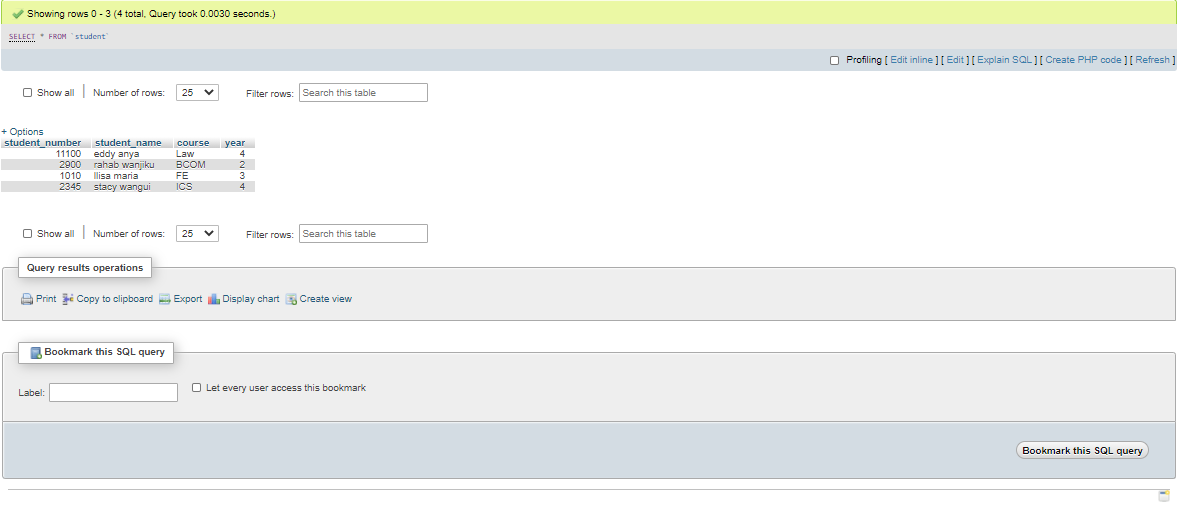 Showing rows 0 - 3 (4 total, Query took 0.0030 seconds.)
SELECT * FROM `student`
Profiling [ Edit inline ] [ Edit ] [ Explain SQL ] [ Create PHP code ] [ Refresh ]
Show all Number of rows: 25 Filter rows: Search this table
+ Options
student_number student_name course year
11100 eddy anya Law 4
2900 rahab wanjiku BCOM 2
1010 llisa maria FE 3
2345 stacy wangui ICS 4
Show all Number of rows: 25 Filter rows: Search this table
Query results operations
Print Copy to clipboard Export Display chart Create view
Bookmark this SQL query
Label: Let every user access this bookmark
Bookmark this SQL query